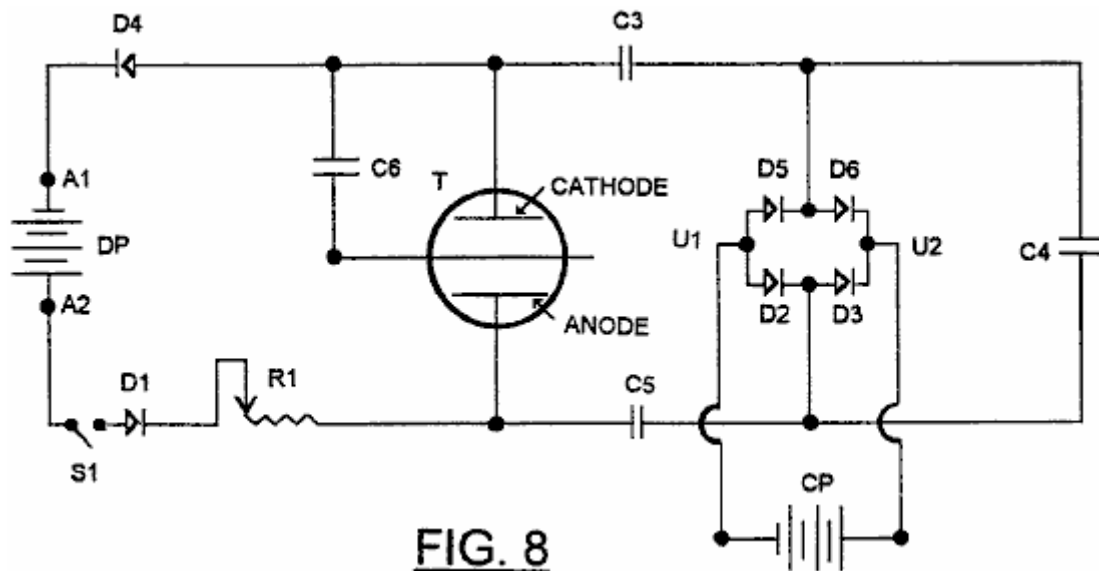 D4
C3
A1
C6
T
CATHODE
D5
D6
DP
U1
U2
C4
A2
D2
D3
ANODE
D1
R1
C5
S1
CP
FIG. 8